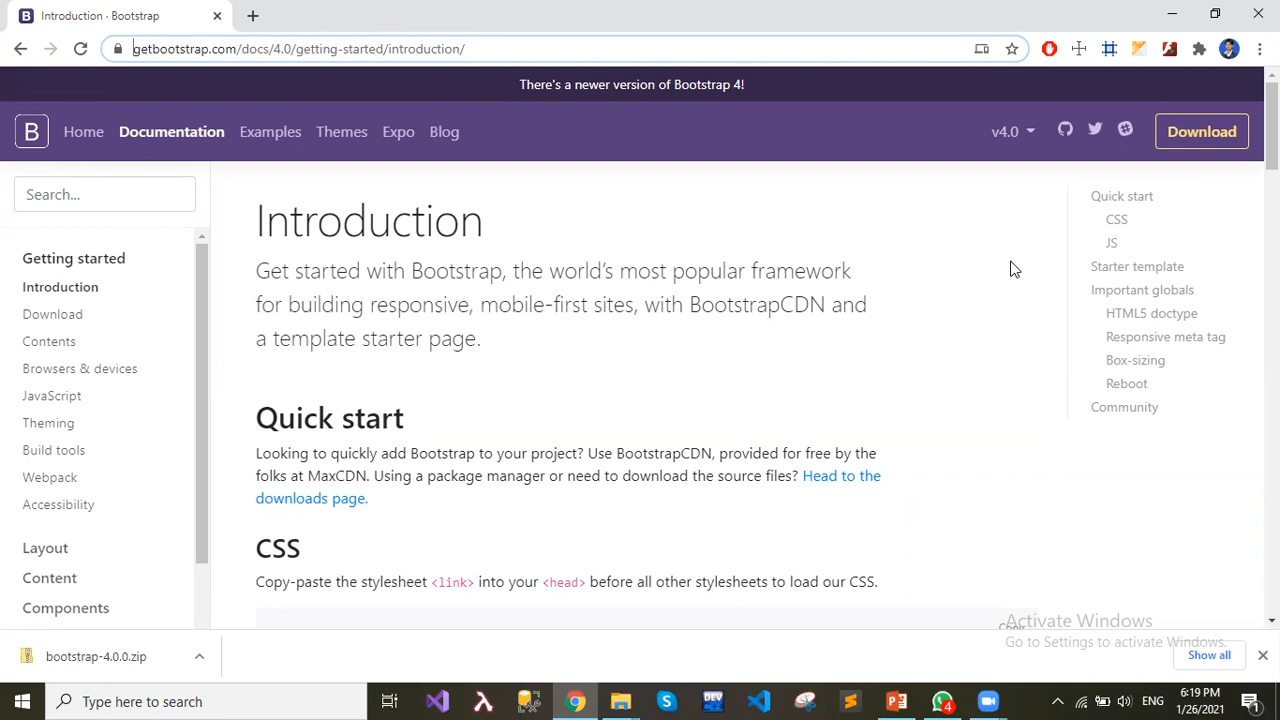 Introduction · Bootstrap
getbootstrap.com/docs/4.0/getting-started/introduction/
There's a newer version of Bootstrap 4!
B Home Documentation Examples Themes Expo Blog v4.0 Download
Search...
Getting started
Introduction
Download
Contents
Browsers & devices
JavaScript
Theming
Build tools
Webpack
Accessibility
Layout
Content
Components
Introduction
Get started with Bootstrap, the world's most popular framework
for building responsive, mobile-first sites, with BootstrapCDN and
a template starter page.
Quick start
Looking to quickly add Bootstrap to your project? Use BootstrapCDN, provided for free by the
folks at MaxCDN. Using a package manager or need to download the source files? Head to the
downloads page.
CSS
Copy-paste the stylesheet <link> into your <head> before all other stylesheets to load our CSS.
Copy
Quick start
CSS
JS
Starter template
Important globals
HTML5 doctype
Responsive meta tag
Box-sizing
Reboot
Community
Activate Windows
Go to Settings to activate Windows.
bootstrap-4.0.0.zip
Show all
Type here to search
DEV
4
ENG
6:19 PM
1/26/2021
1